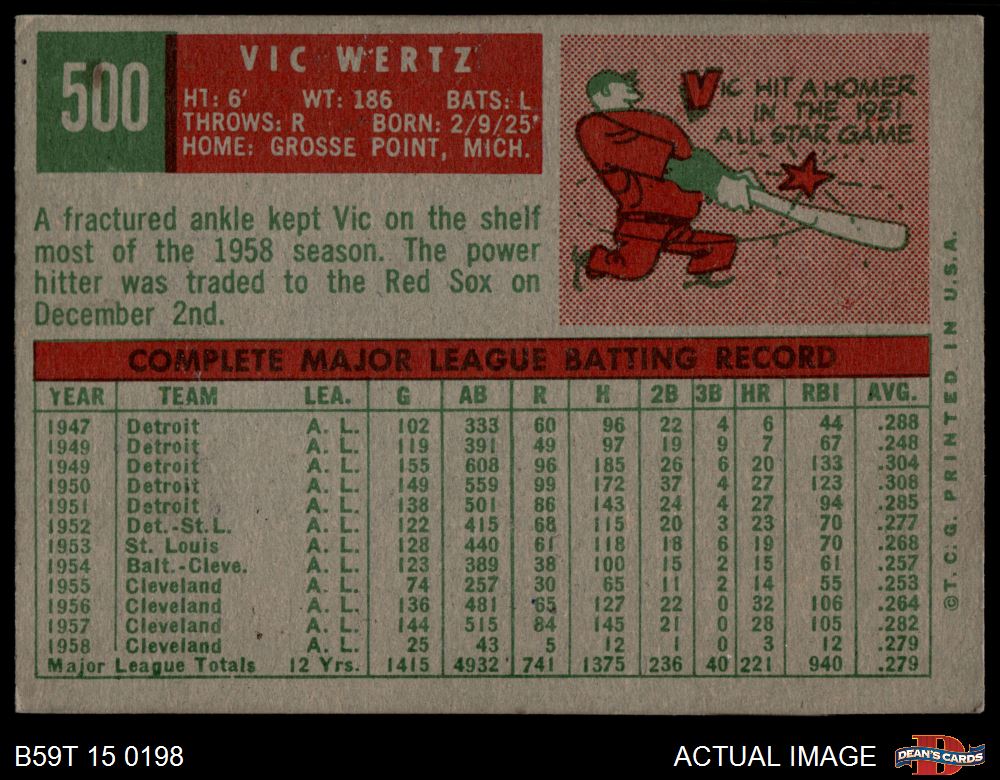 500
VIC WERTZ
HT: 6' WT: 186 BATS: L
THROWS: R BORN: 2/9/25
HOME: GROSSE POINT, MICH.
VIC HIT A HOMER
IN THE 1951
ALL STAR GAME
A fractured ankle kept Vic on the shelf
most of the 1958 season. The power
hitter was traded to the Red Sox on
December 2nd.
COMPLETE MAJOR LEAGUE BATTING RECORD
YEAR TEAM LEA. G AB R H 2B 3B HR RBI AVG.
1947 Detroit A. L. 102 333 60 96 22 4 6 44 .288
1949 Detroit A. L. 119 391 49 97 19 9 7 67 .248
1949 Detroit A. L. 155 608 96 185 26 6 20 133 .304
1950 Detroit A. L. 149 559 99 172 37 4 27 123 .308
1951 Detroit A. L. 138 501 86 143 24 4 27 94 .285
1952 Det.-St. L. A. L. 122 415 68 115 20 3 23 70 .277
1953 St. Louis A. L. 128 440 61 118 18 6 19 70 .268
1954 Balt.-Cleve. A. L. 123 389 38 100 15 2 15 61 .257
1955 Cleveland A. L. 74 257 30 65 11 2 14 55 .253
1956 Cleveland A. L. 136 481 65 127 22 0 32 106 .264
1957 Cleveland A. L. 144 515 84 145 21 0 28 105 .282
1958 Cleveland A. L. 25 43 5 12 1 0 3 12 .279
Major League Totals 12 Yrs. 1415 4932 741 1375 236 40 221 940 .279
©T. C. G. PRINTED IN U.S.A.
B59T 15 0198
ACTUAL IMAGE
DEAN'S CARDS